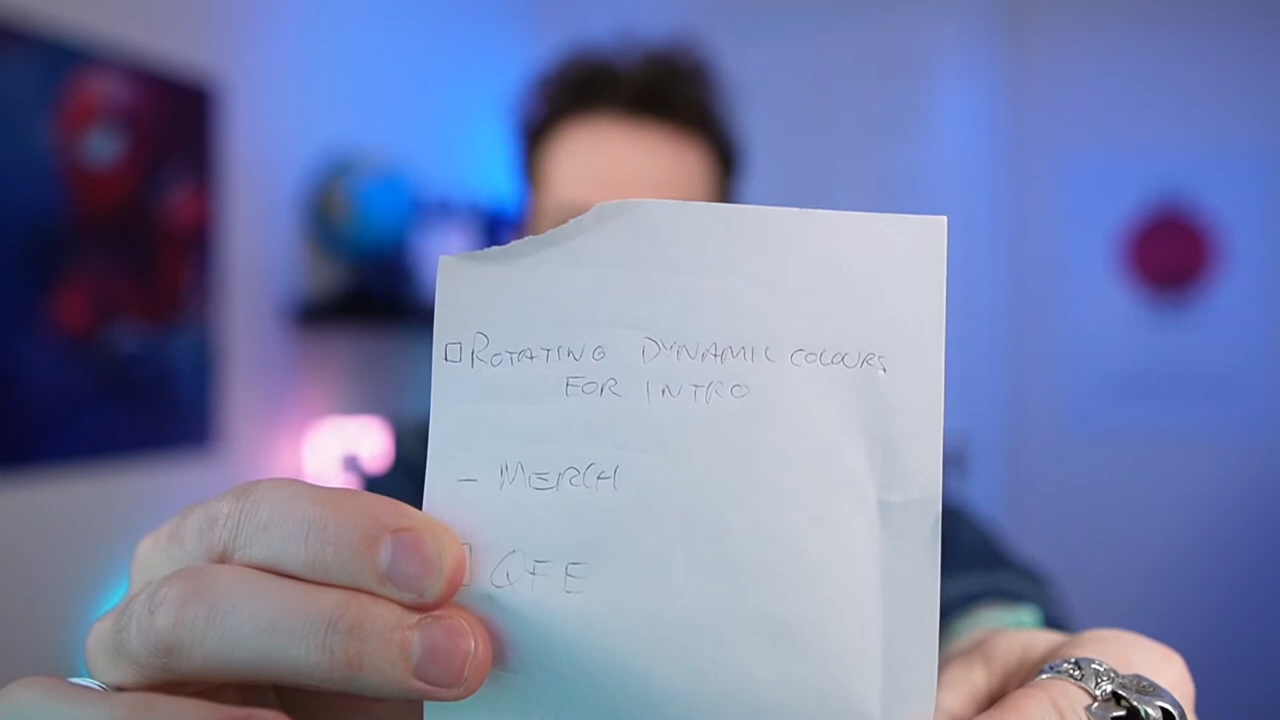 □ ROTATING DYNAMIC COLOURS
FOR INTRO
- MERCH
□ QFE